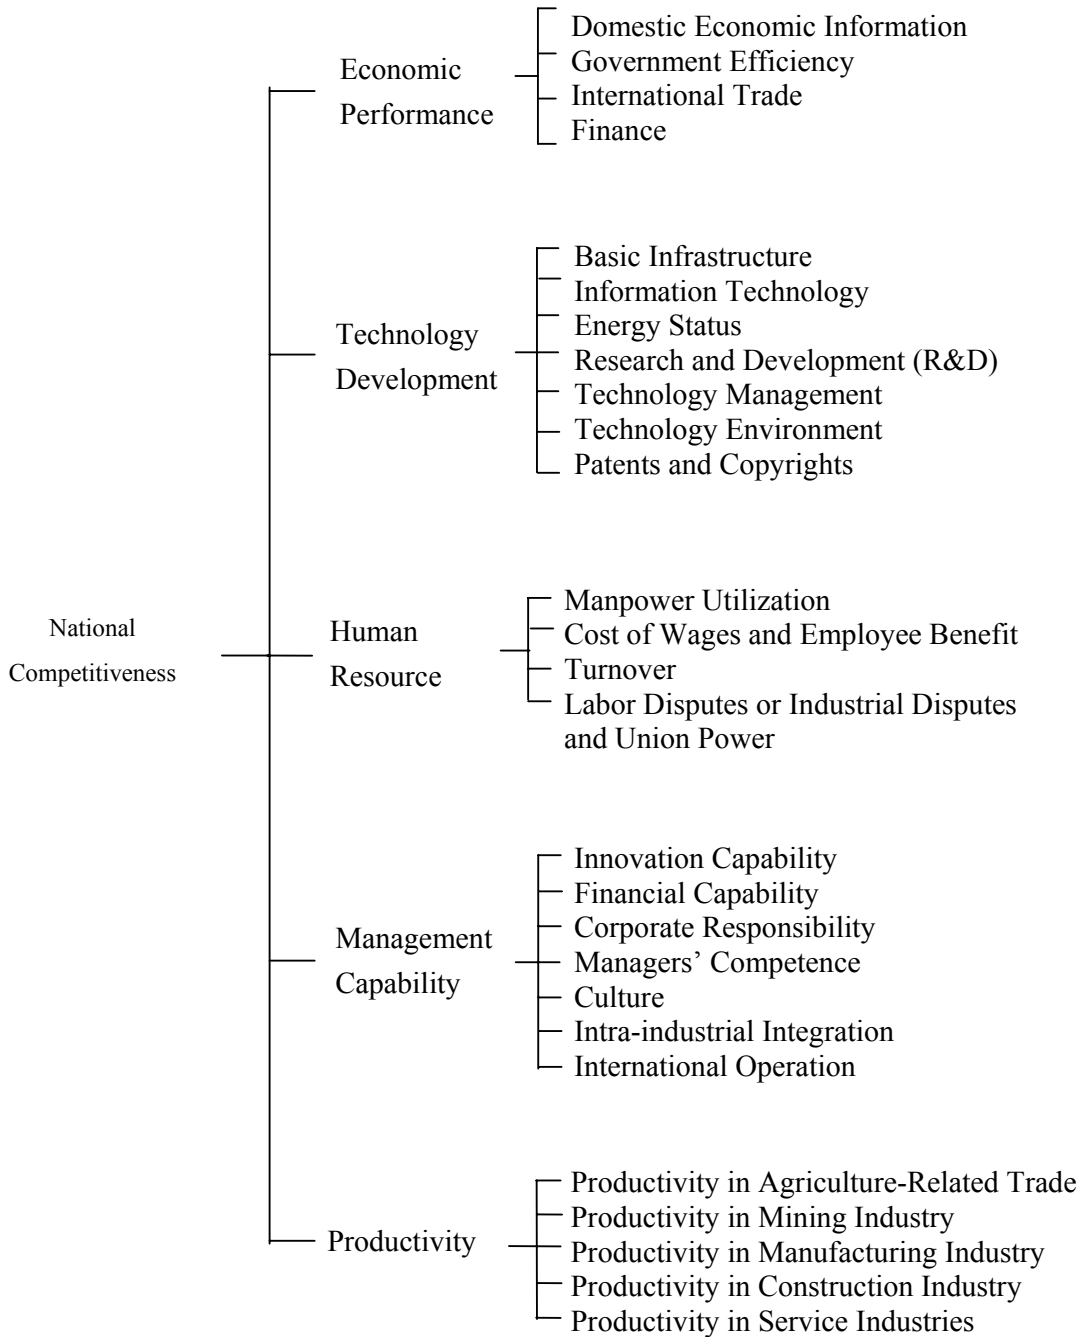 Domestic Economic Information
Government Efficiency
International Trade
Finance
Economic
Performance
Basic Infrastructure
Information Technology
Energy Status
Research and Development (R&D)
Technology Management
Technology Environment
Patents and Copyrights
Technology
Development
National
Competitiveness
Human
Resource
Manpower Utilization
Cost of Wages and Employee Benefit
Turnover
Labor Disputes or Industrial Disputes
and Union Power
Innovation Capability
Financial Capability
Corporate Responsibility
Managers’ Competence
Culture
Intra-industrial Integration
International Operation
Management
Capability
Productivity in Agriculture-Related Trade
Productivity in Mining Industry
Productivity in Manufacturing Industry
Productivity in Construction Industry
Productivity in Service Industries
Productivity